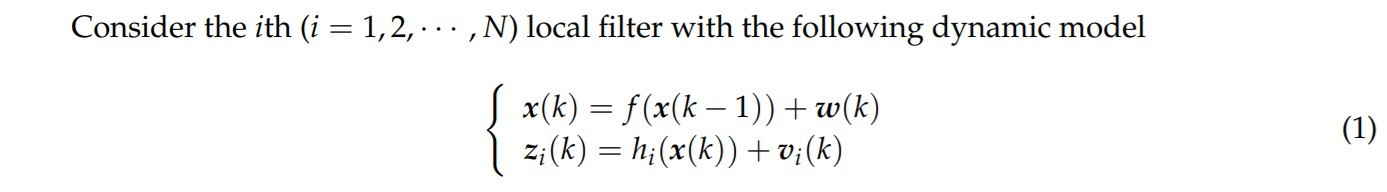 Consider the ith (i = 1, 2, · · · , N) local filter with the following dynamic model
{ x(k) = f(x(k − 1)) + w(k)
z_i(k) = h_i(x(k)) + v_i(k)
(1)